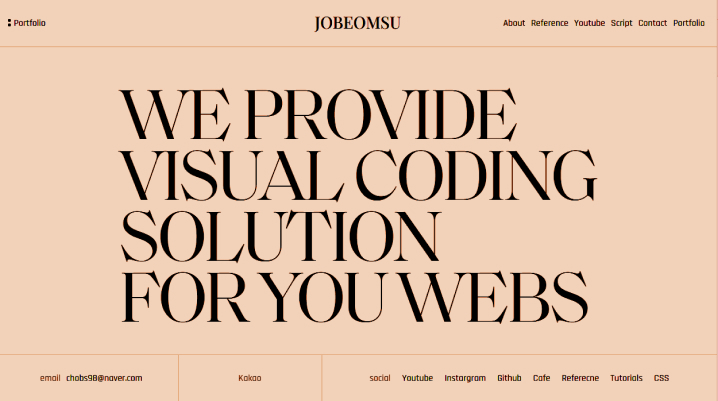 Portfolio
JOBEOMSU
About Reference Youtube Script Contact Portfolio
WE PROVIDE
VISUAL CODING
SOLUTION
FOR YOU WEBS
email chobs98@naver.com
Kakao
social Youtube Instargram Github Cafe Referecne Tutorials CSS